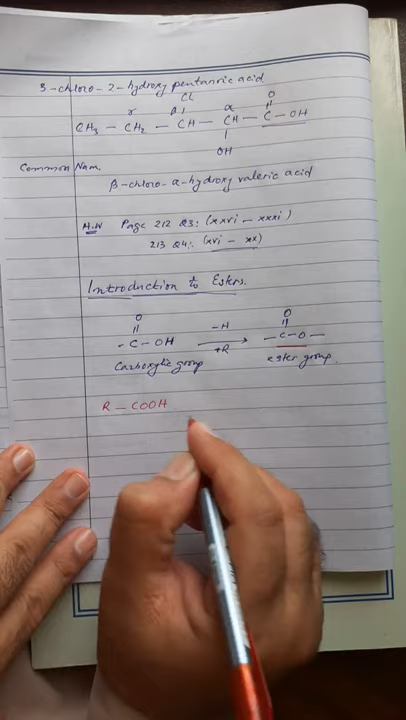 3-chloro-2-hydroxy pentanoic acid
Cl O
γ β | α ||
CH3 — CH2 — CH — CH — C — OH
|
OH
Common Nam.
β-chloro-α-hydroxy valeric acid
H.W Page 212 Q3: (xxvi — xxxi)
213 Q4: (xvi — xx)
Introduction to Esters.
O O
|| -H ||
-C-OH → -C-O-
+R
Carboxylic group ester group.
R — COOH